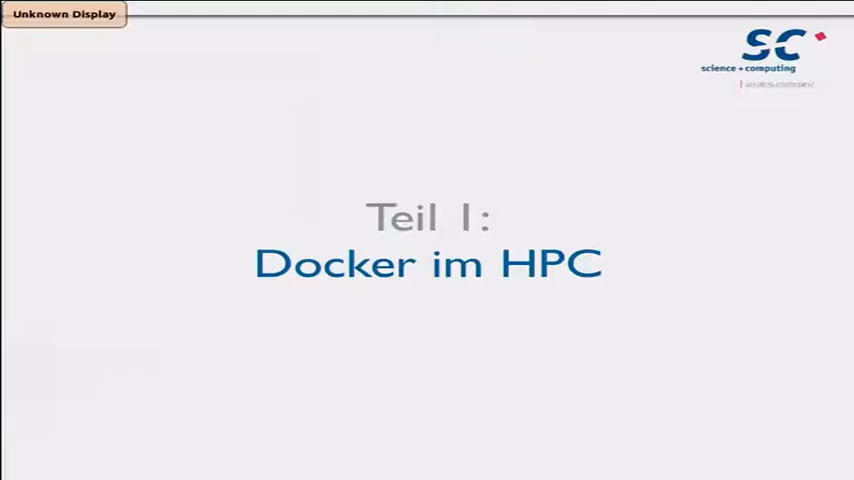 Unknown Display
SC
science + computing
Teil 1:
Docker im HPC